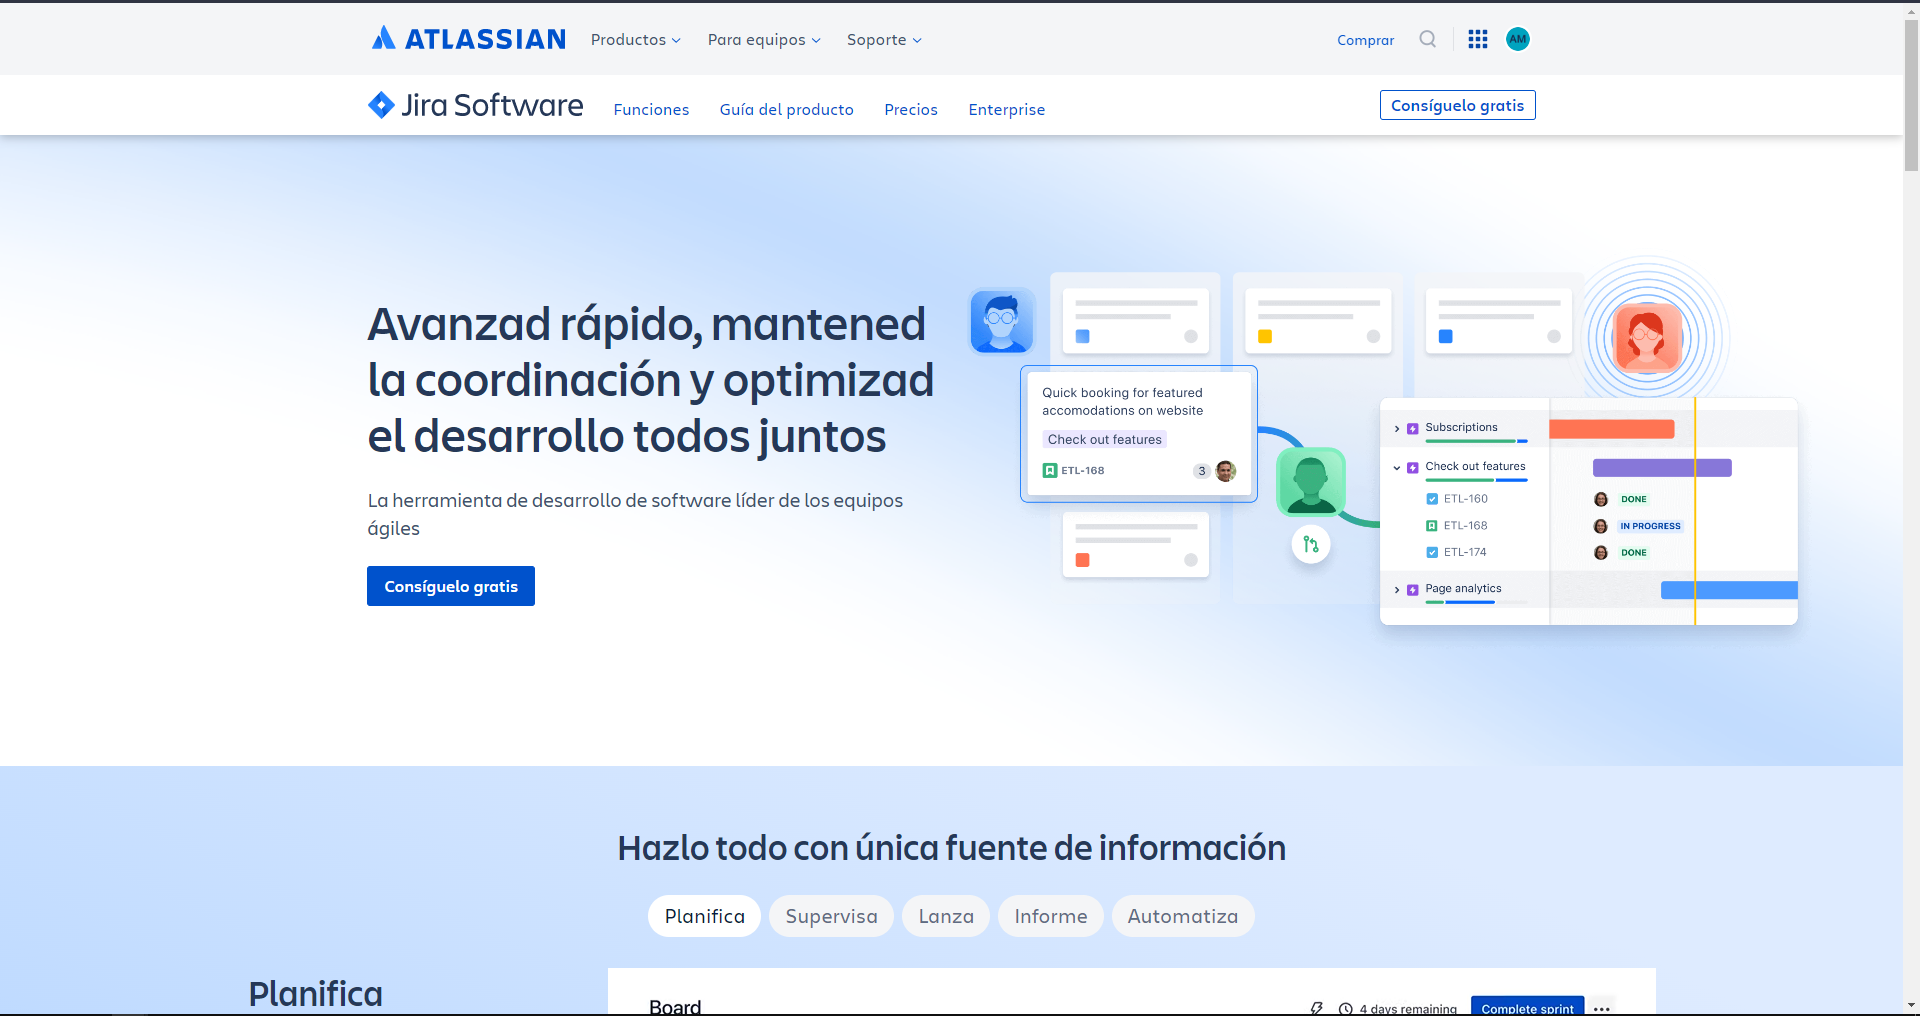 ATLASSIAN Productos Para equipos Soporte Comprar AM
Jira Software Funciones Guía del producto Precios Enterprise Consíguelo gratis
Avanzad rápido, mantened
la coordinación y optimizad
el desarrollo todos juntos
La herramienta de desarrollo de software líder de los equipos
ágiles
Consíguelo gratis
Quick booking for featured
accomodations on website
Check out features
ETL-168 3
Subscriptions
Check out features
ETL-160 DONE
ETL-168 IN PROGRESS
ETL-174 DONE
Page analytics
Hazlo todo con única fuente de información
Planifica Supervisa Lanza Informe Automatiza
Planifica
Board 4 days remaining Complete sprint